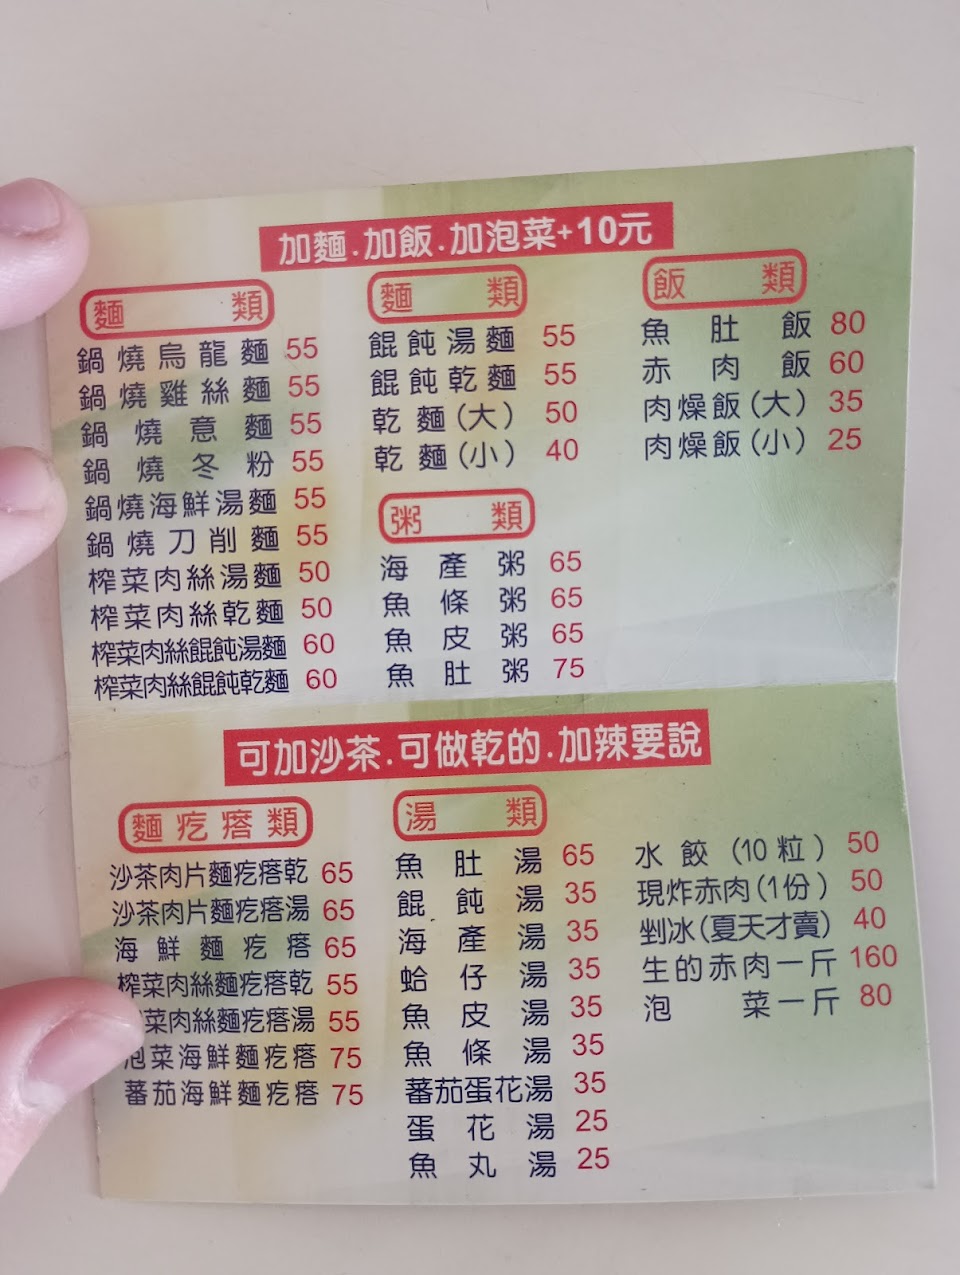 加麵.加飯.加泡菜+10元
麵類
鍋燒烏龍麵 55
鍋燒雞絲麵 55
鍋燒意麵 55
鍋燒冬粉 55
鍋燒海鮮湯麵 55
鍋燒刀削麵 55
榨菜肉絲湯麵 50
榨菜肉絲乾麵 50
榨菜肉絲餛飩湯麵 60
榨菜肉絲餛飩乾麵 60
麵類
餛飩湯麵 55
餛飩乾麵 55
乾麵(大) 50
乾麵(小) 40
粥類
海產粥 65
魚條粥 65
魚皮粥 65
魚肚粥 75
飯類
魚肚飯 80
赤肉飯 60
肉燥飯(大) 35
肉燥飯(小) 25
可加沙茶.可做乾的.加辣要說
麵疙瘩類
沙茶肉片麵疙瘩乾 65
沙茶肉片麵疙瘩湯 65
海鮮麵疙瘩 65
榨菜肉絲麵疙瘩乾 55
菜肉絲麵疙瘩湯 55
泡菜海鮮麵疙瘩 75
蕃茄海鮮麵疙瘩 75
湯類
魚肚湯 65
餛飩湯 35
海產湯 35
蛤仔湯 35
魚皮湯 35
魚條湯 35
蕃茄蛋花湯 35
蛋花湯 25
魚丸湯 25
水餃(10粒) 50
現炸赤肉(1份) 50
剉冰(夏天才賣) 40
生的赤肉一斤 160
泡菜一斤 80